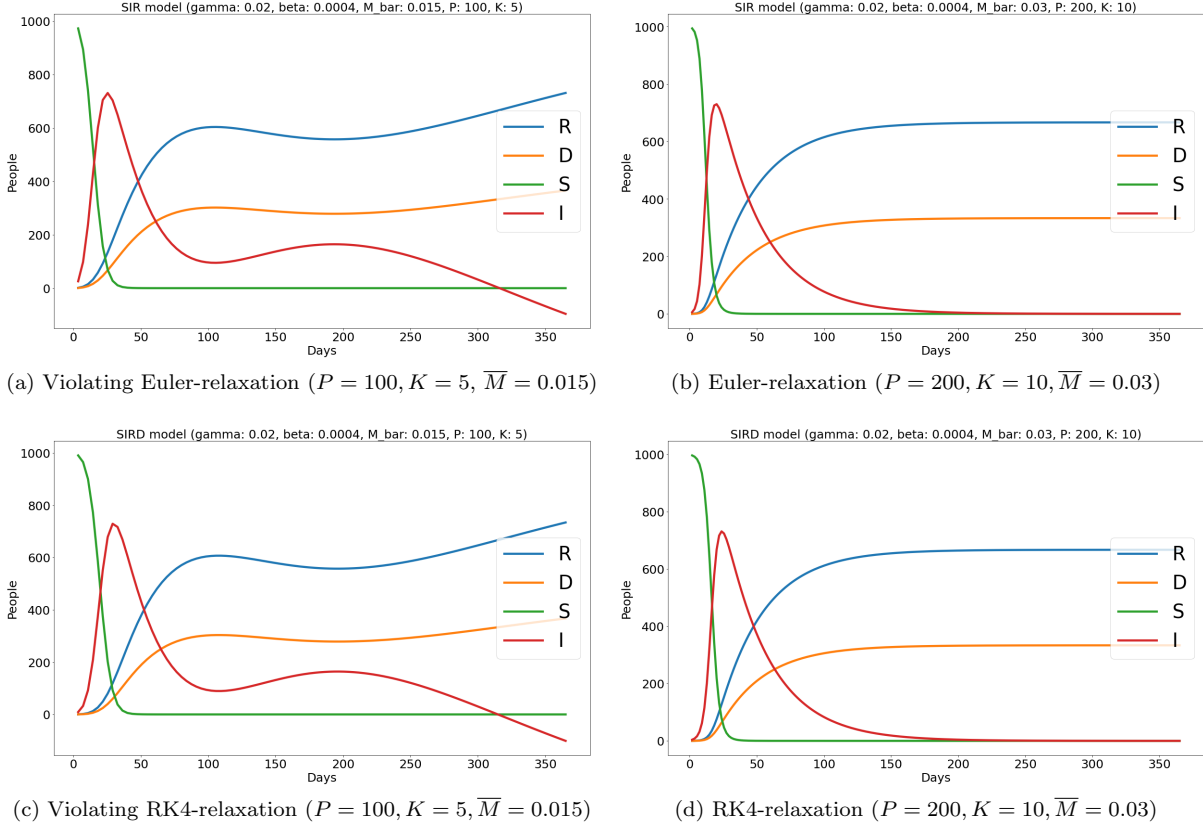 SIR model (gamma: 0.02, beta: 0.0004, M_bar: 0.015, P: 100, K: 5)
1000
800
600
400
200
0
People
R
D
S
I
0 50 100 150 200 250 300 350
Days
(a) Violating Euler-relaxation (P = 100, K = 5, M̅ = 0.015)
SIR model (gamma: 0.02, beta: 0.0004, M_bar: 0.03, P: 200, K: 10)
1000
800
600
400
200
0
People
R
D
S
I
0 50 100 150 200 250 300 350
Days
(b) Euler-relaxation (P = 200, K = 10, M̅ = 0.03)
SIRD model (gamma: 0.02, beta: 0.0004, M_bar: 0.015, P: 100, K: 5)
1000
800
600
400
200
0
People
R
D
S
I
0 50 100 150 200 250 300 350
Days
(c) Violating RK4-relaxation (P = 100, K = 5, M̅ = 0.015)
SIRD model (gamma: 0.02, beta: 0.0004, M_bar: 0.03, P: 200, K: 10)
1000
800
600
400
200
0
People
R
D
S
I
0 50 100 150 200 250 300 350
Days
(d) RK4-relaxation (P = 200, K = 10, M̅ = 0.03)